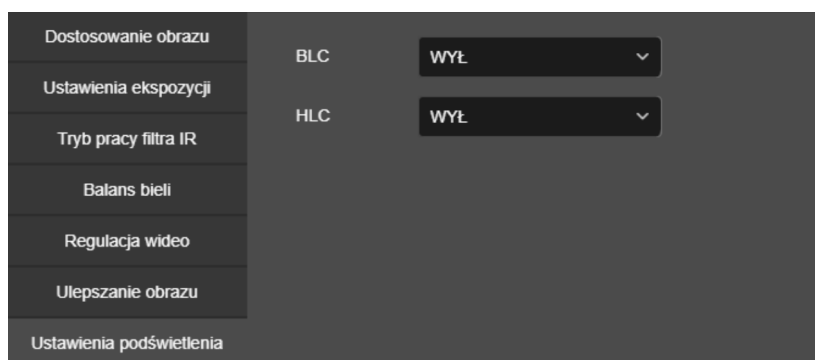 Dostosowanie obrazu
BLC WYŁ
Ustawienia ekspozycji
HLC WYŁ
Tryb pracy filtra IR
Balans bieli
Regulacja wideo
Ulepszanie obrazu
Ustawienia podświetlenia